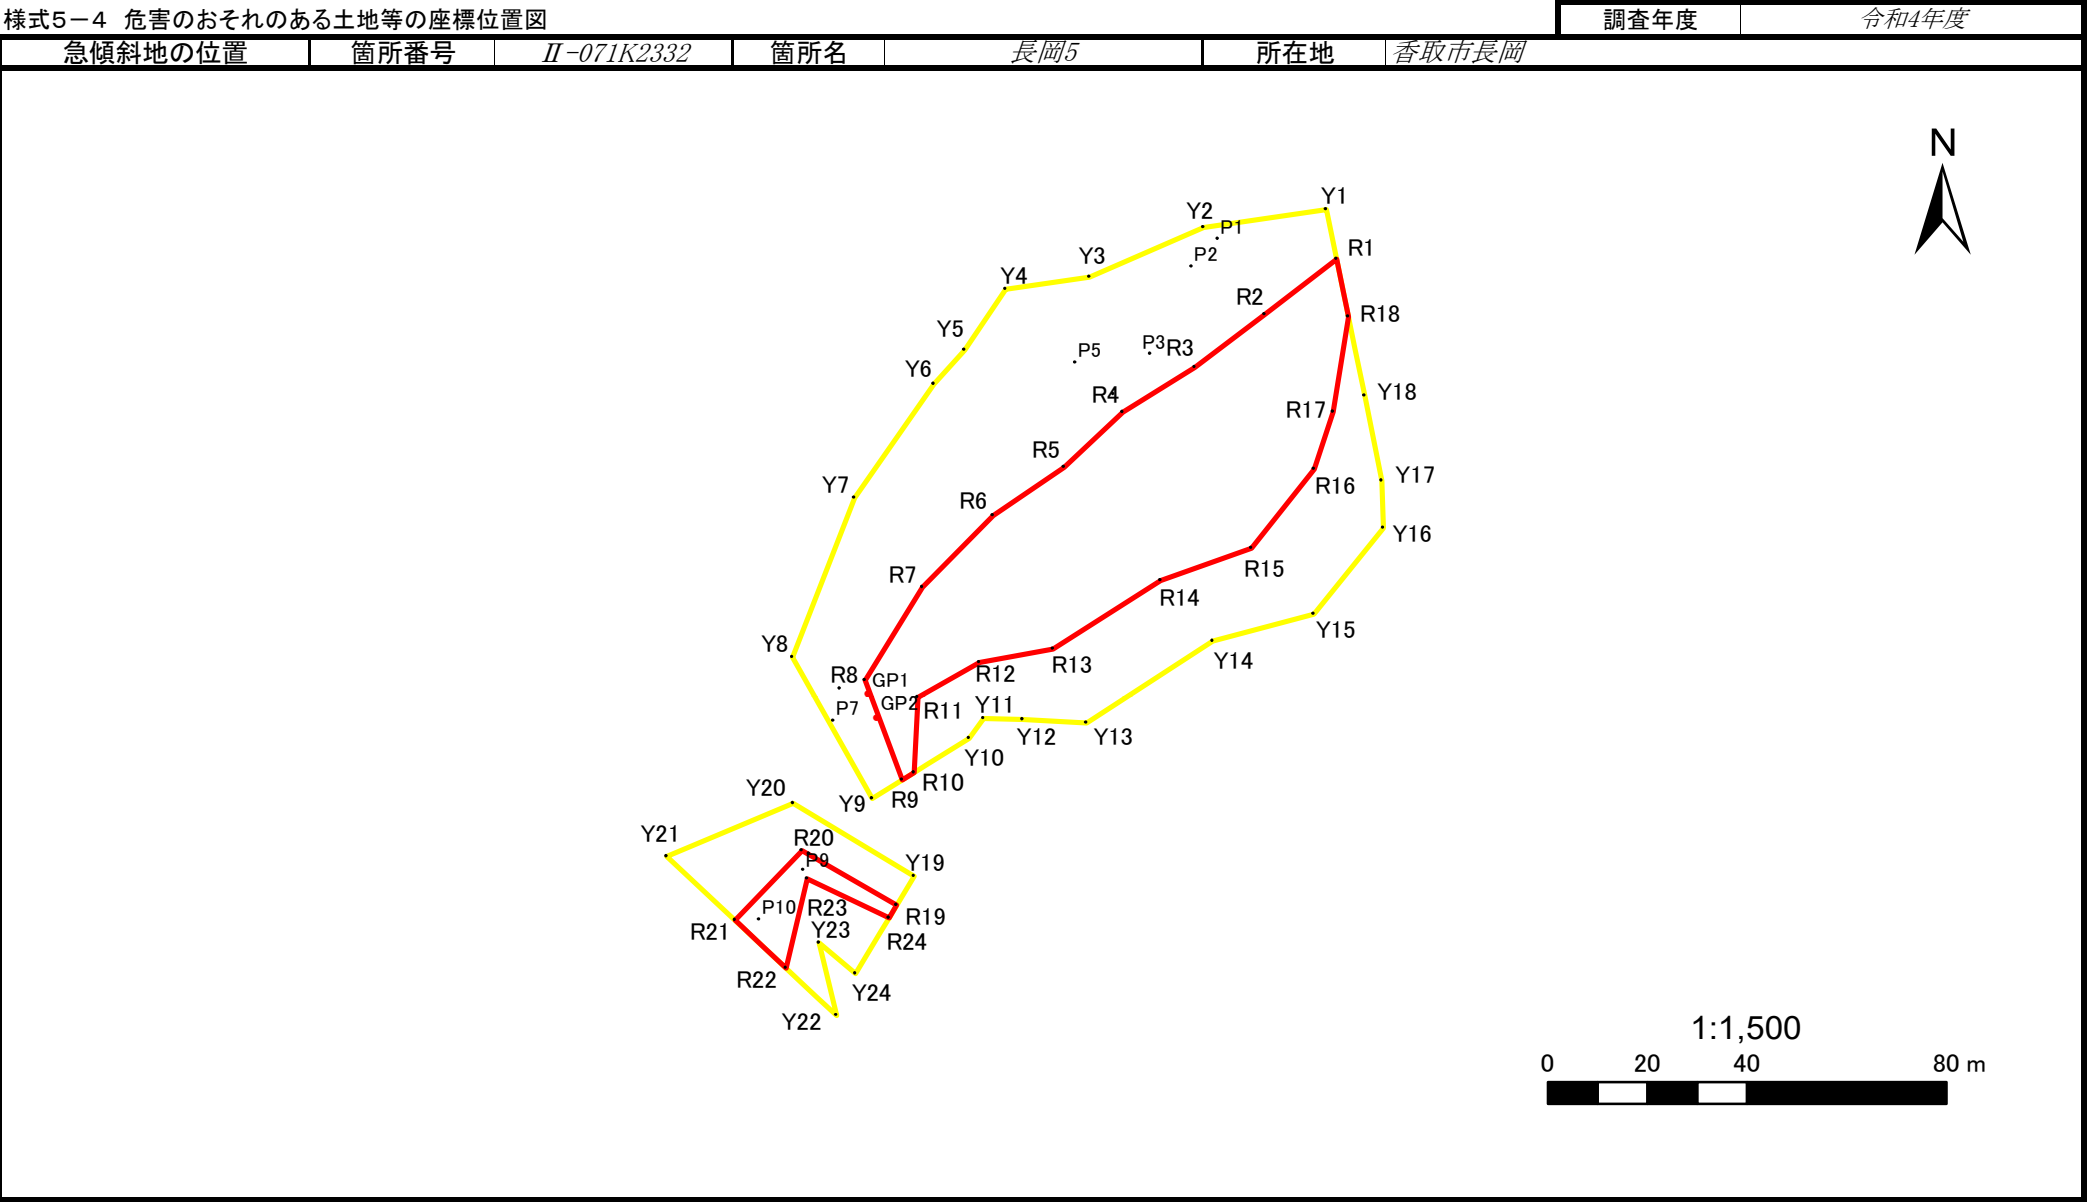 様式5-4 危害のおそれのある土地等の座標位置図
調査年度 令和4年度
急傾斜地の位置 箇所番号 Ⅱ-071K2332 箇所名 長岡5 所在地 香取市長岡
N
Y1
Y2
P1
R1
P2
Y3
Y4
R2
R18
Y5
P5
P3
R3
Y6
R4
Y18
R17
R5
Y17
Y7
R16
R6
Y16
R15
R7
R14
Y15
Y8
Y14
R13
R12
R8
GP1
GP2
P7
R11
Y11
Y12
Y13
Y10
R10
Y20
Y9
R9
Y21
R20
P9
Y19
P10
R23
R19
R21
Y23
R24
R22
Y24
Y22
1:1,500
0 20 40 80 m